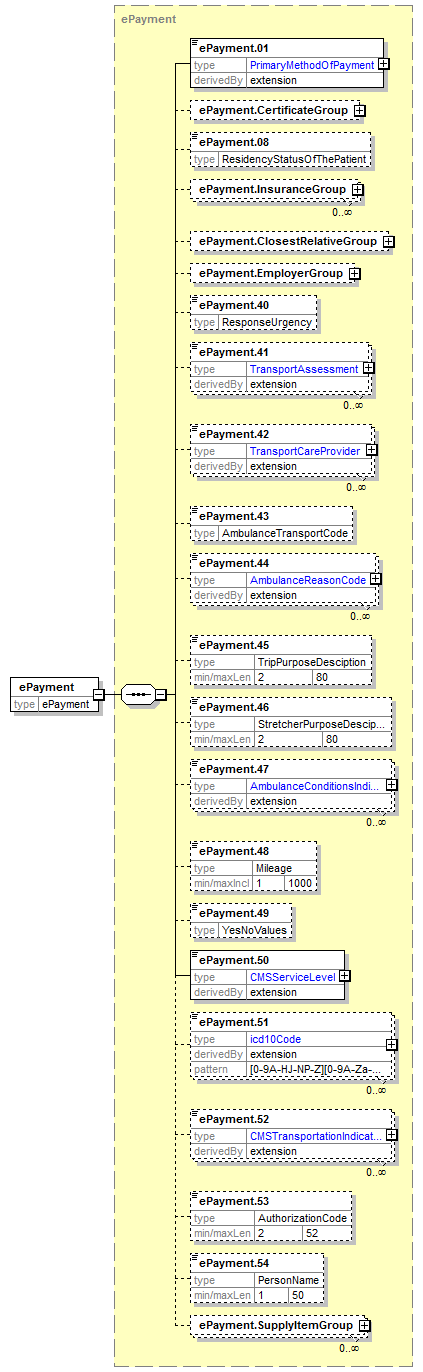 ePayment
ePayment.01
type PrimaryMethodOfPayment
derivedBy extension
ePayment.CertificateGroup
ePayment.08
type ResidencyStatusOfThePatient
ePayment.InsuranceGroup
0..∞
ePayment.ClosestRelativeGroup
ePayment.EmployerGroup
ePayment.40
type ResponseUrgency
ePayment.41
type TransportAssessment
derivedBy extension
0..∞
ePayment.42
type TransportCareProvider
derivedBy extension
0..∞
ePayment.43
type AmbulanceTransportCode
ePayment.44
type AmbulanceReasonCode
derivedBy extension
0..∞
ePayment.45
type TripPurposeDesciption
min/maxLen 2 80
ePayment
type ePayment
ePayment.46
type StretcherPurposeDescip...
min/maxLen 2 80
ePayment.47
type AmbulanceConditionsIndi...
derivedBy extension
0..∞
ePayment.48
type Mileage
min/maxIncl 1 1000
ePayment.49
type YesNoValues
ePayment.50
type CMSServiceLevel
derivedBy extension
ePayment.51
type icd10Code
derivedBy extension
pattern [0-9A-HJ-NP-Z][0-9A-Za-...
0..∞
ePayment.52
type CMSTransportationIndicat...
derivedBy extension
0..∞
ePayment.53
type AuthorizationCode
min/maxLen 2 52
ePayment.54
type PersonName
min/maxLen 1 50
ePayment.SupplyItemGroup
0..∞